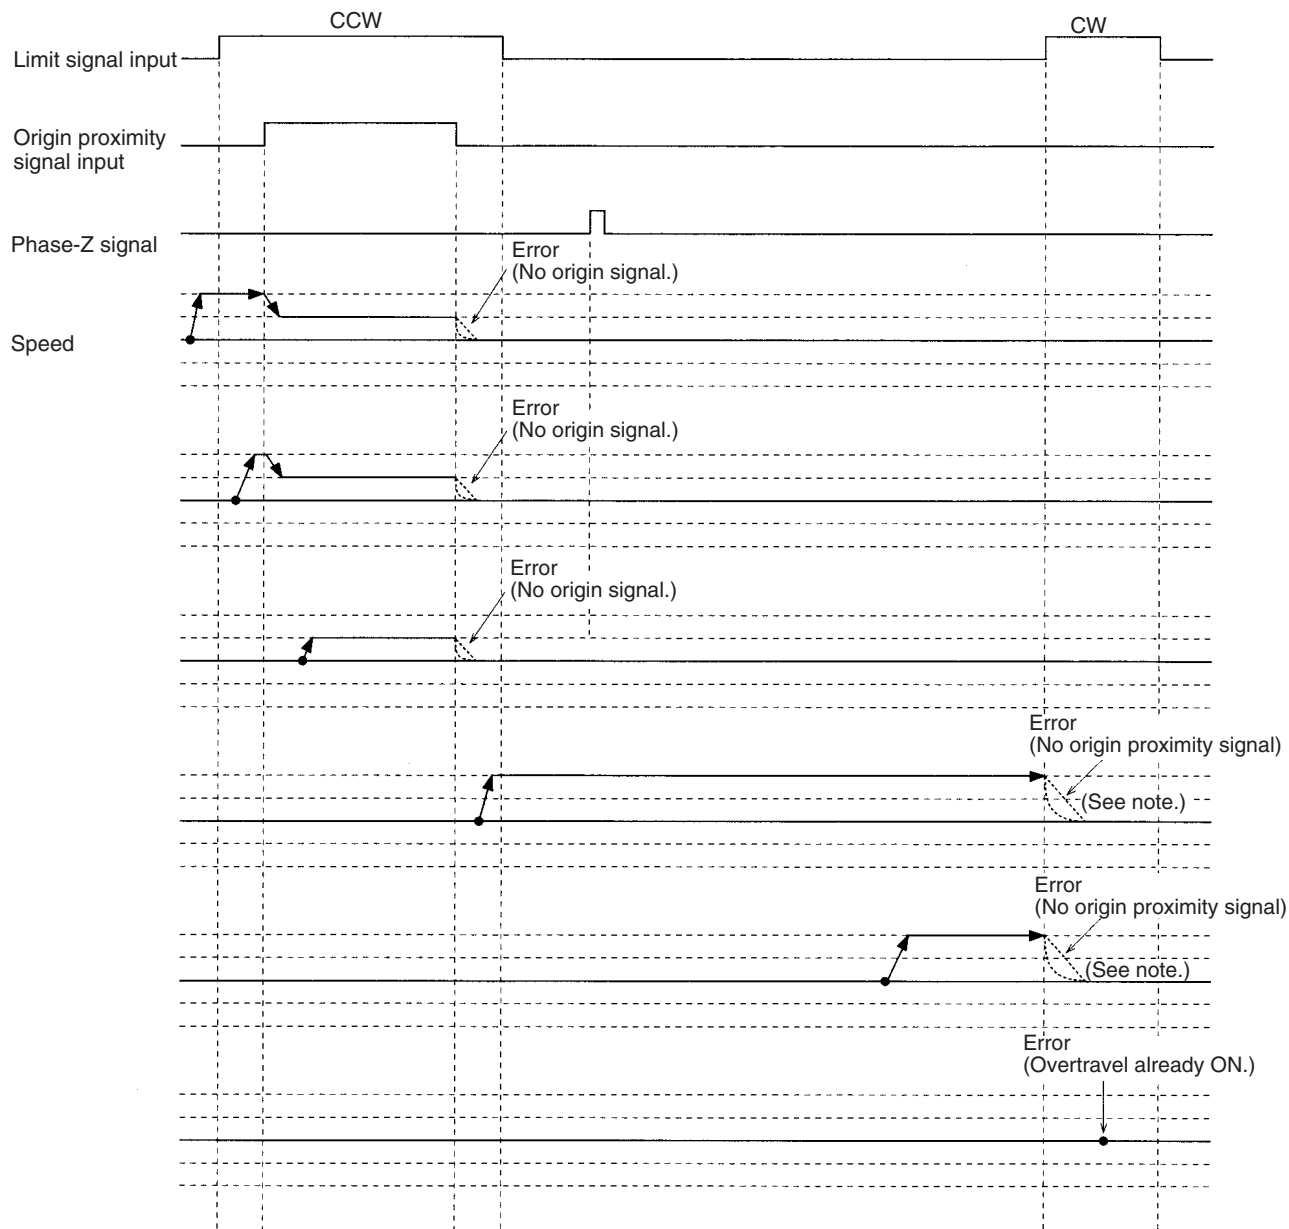 CCW
CW
Limit signal input
Origin proximity
signal input
Phase-Z signal
Error
(No origin signal.)
Speed
Error
(No origin signal.)
Error
(No origin signal.)
Error
(No origin proximity signal)
(See note.)
Error
(No origin proximity signal)
(See note.)
Error
(Overtravel already ON.)